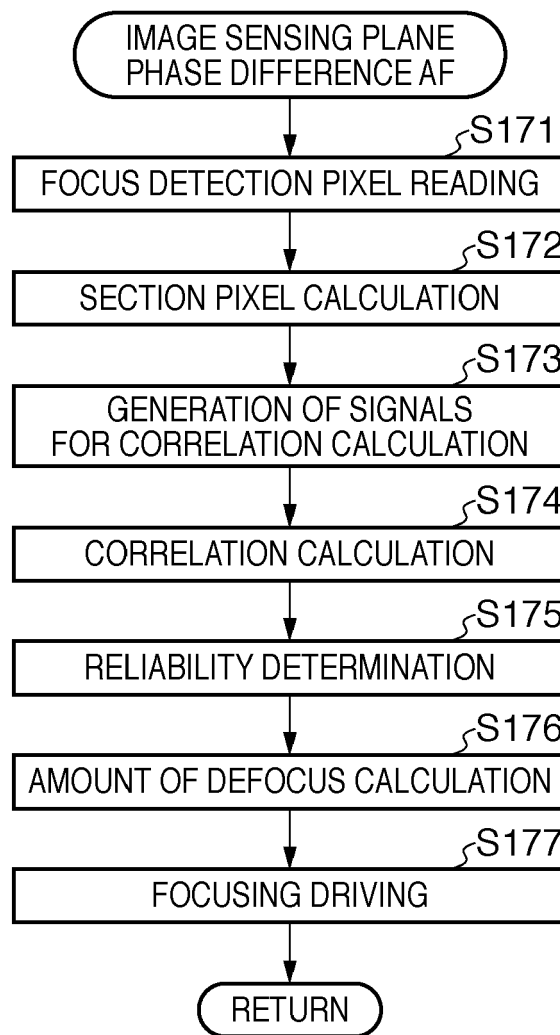 IMAGE SENSING PLANE
PHASE DIFFERENCE AF
S171
FOCUS DETECTION PIXEL READING
S172
SECTION PIXEL CALCULATION
S173
GENERATION OF SIGNALS
FOR CORRELATION CALCULATION
S174
CORRELATION CALCULATION
S175
RELIABILITY DETERMINATION
S176
AMOUNT OF DEFOCUS CALCULATION
S177
FOCUSING DRIVING
RETURN